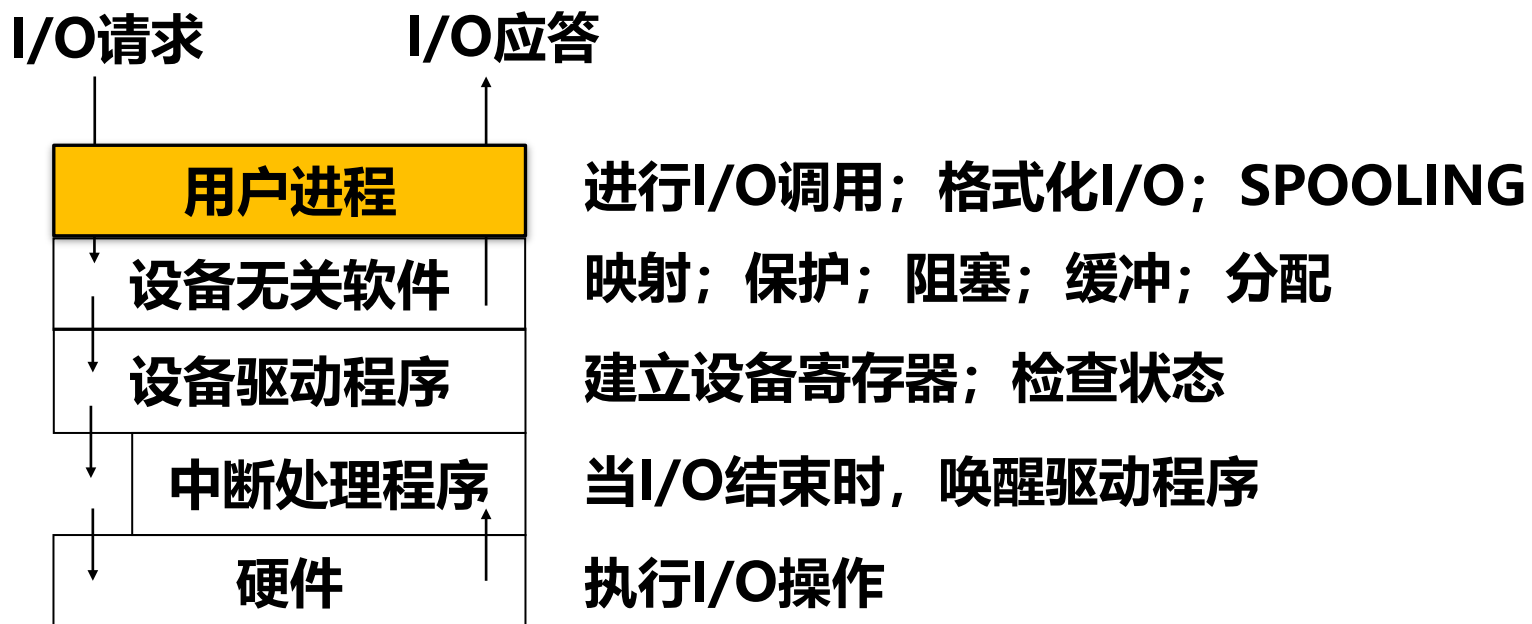 I/O请求 I/O应答
用户进程 进行I/O调用；格式化I/O；SPOOLING
设备无关软件 映射；保护；阻塞；缓冲；分配
设备驱动程序 建立设备寄存器；检查状态
中断处理程序 当I/O结束时，唤醒驱动程序
硬件 执行I/O操作